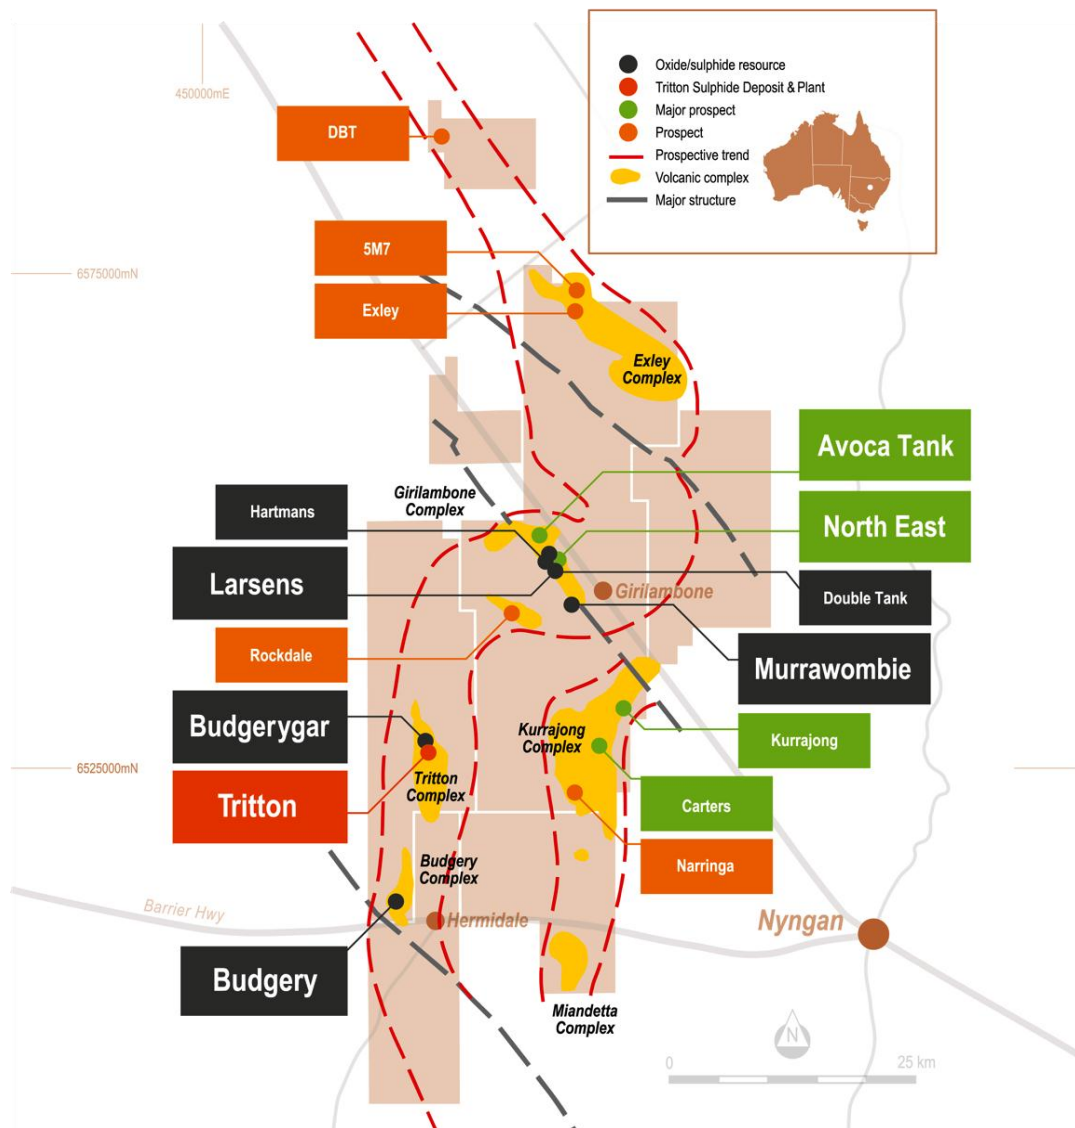 450000mE
Oxide/sulphide resource
Tritton Sulphide Deposit & Plant
Major prospect
Prospect
Prospective trend
Volcanic complex
Major structure
DBT
5M7
6575000mN
Exley
Exley
Complex
Avoca Tank
Girilambone
Complex
Hartmans
North East
Larsens
Girilambone
Double Tank
Rockdale
Murrawombie
Budgerygar
Kurrajong
Complex
Kurrajong
6525000mN
Tritton
Tritton
Complex
Carters
Budgery
Complex
Narringa
Barrier Hwy
Hermidale
Nyngan
Budgery
Miandetta
Complex
N
0
25 km